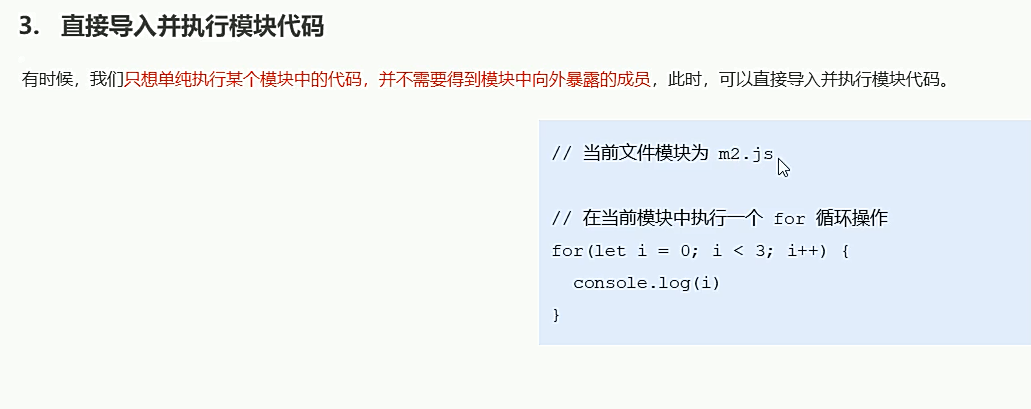 3. 直接导入并执行模块代码
有时候，我们只想单纯执行某个模块中的代码，并不需要得到模块中向外暴露的成员，此时，可以直接导入并执行模块代码。
// 当前文件模块为 m2.js
// 在当前模块中执行一个 for 循环操作
for(let i = 0; i < 3; i++) {
  console.log(i)
}